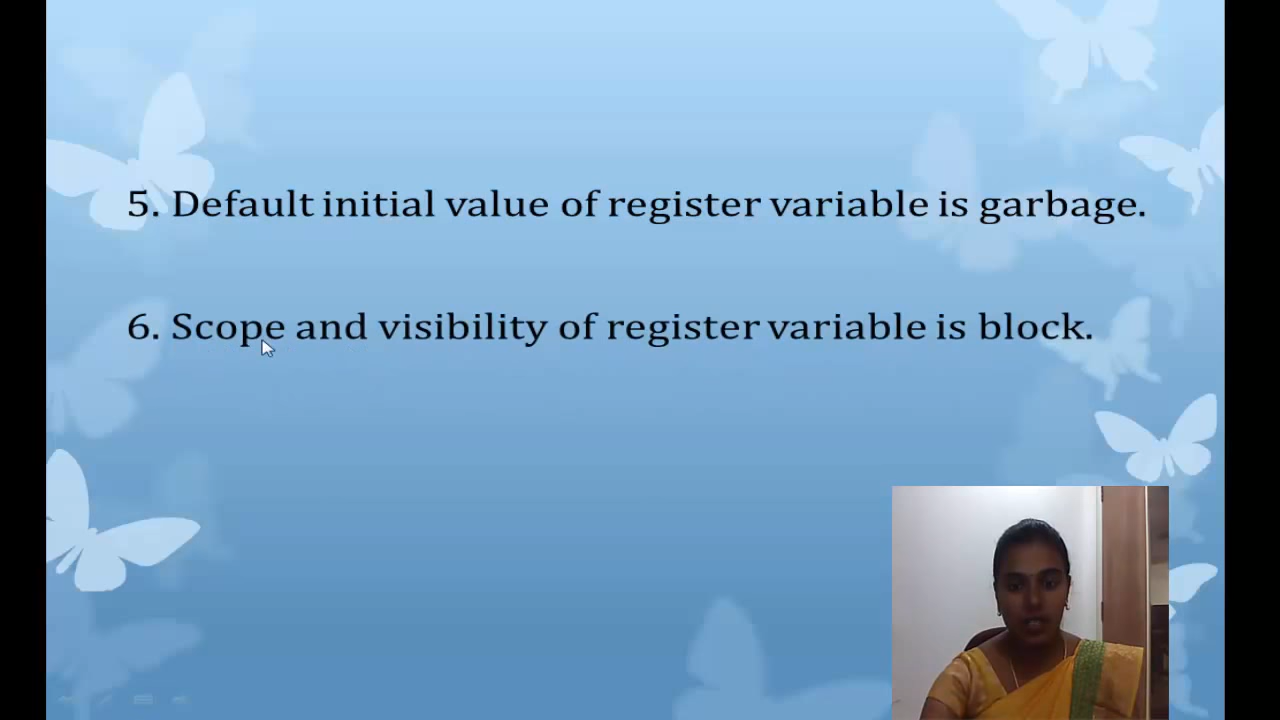 5. Default initial value of register variable is garbage.
6. Scope and visibility of register variable is block.